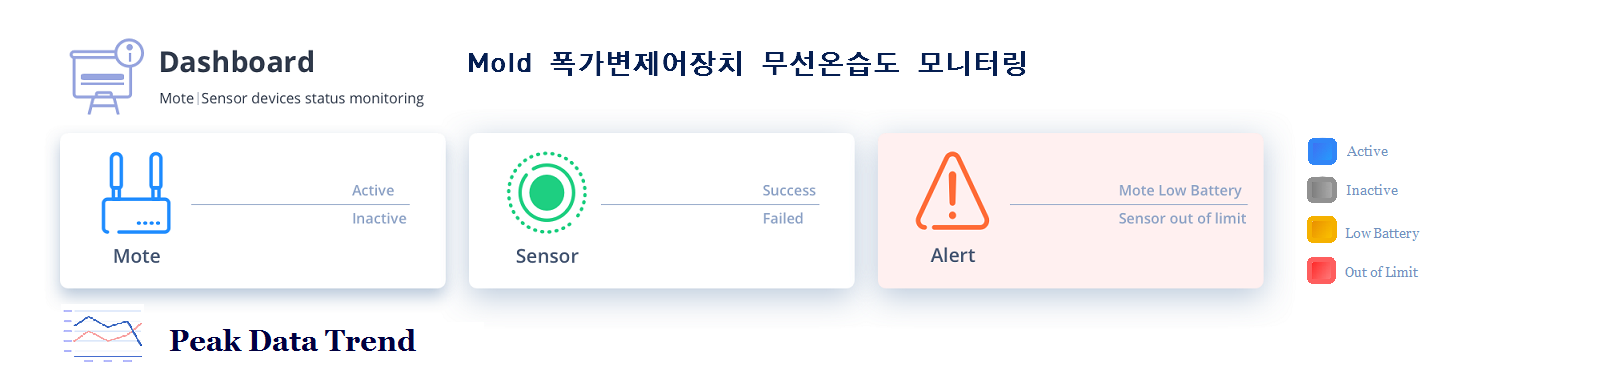 Dashboard
Mold 폭가변제어장치 무선온습도 모니터링
Mote|Sensor devices status monitoring
Active
Inactive
Mote
Success
Failed
Sensor
Mote Low Battery
Sensor out of limit
Alert
Active
Inactive
Low Battery
Out of Limit
Peak Data Trend